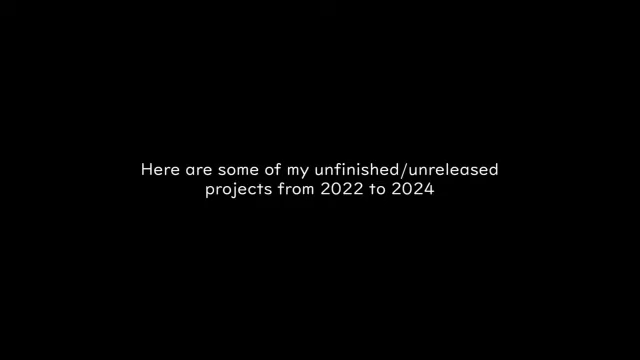 Here are some of my unfinished/unreleased
projects from 2022 to 2024